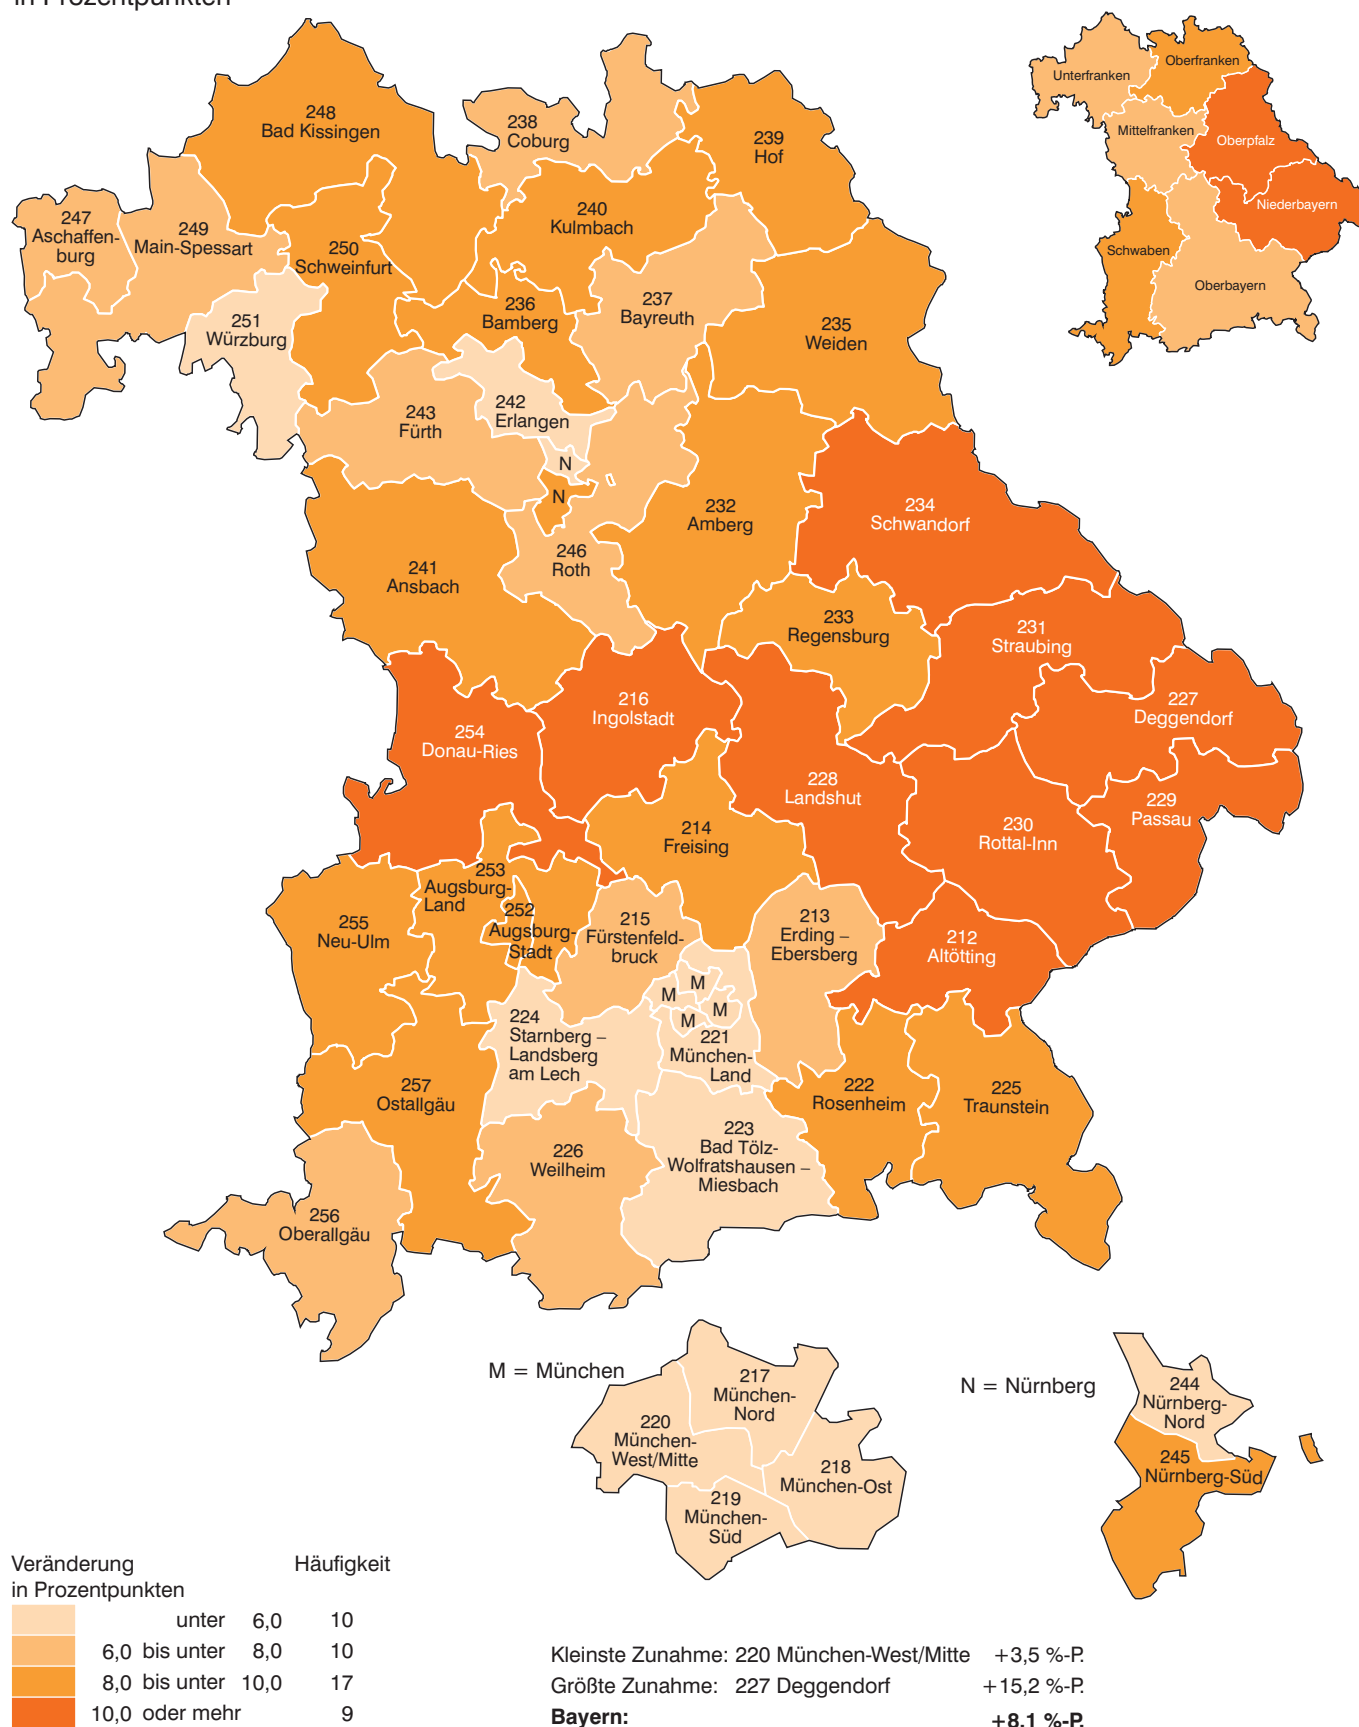 in Prozentpunkten
Unterfranken
Oberfranken
Mittelfranken
Oberpfalz
Niederbayern
Schwaben
Oberbayern
248
Bad Kissingen
238
Coburg
239
Hof
247
Aschaffen-
burg
249
Main-Spessart
250
Schweinfurt
240
Kulmbach
251
Würzburg
236
Bamberg
237
Bayreuth
235
Weiden
243
Fürth
242
Erlangen
N
N
232
Amberg
234
Schwandorf
241
Ansbach
246
Roth
233
Regensburg
231
Straubing
227
Deggendorf
254
Donau-Ries
216
Ingolstadt
228
Landshut
229
Passau
230
Rottal-Inn
214
Freising
253
Augsburg-
Land
252
Augsburg-
Stadt
255
Neu-Ulm
215
Fürstenfeld-
bruck
213
Erding –
Ebersberg
212
Altötting
M
M
M
M
221
München-
Land
224
Starnberg –
Landsberg
am Lech
257
Ostallgäu
222
Rosenheim
225
Traunstein
223
Bad Tölz-
Wolfratshausen –
Miesbach
226
Weilheim
256
Oberallgäu
M = München
217
München-
Nord
220
München-
West/Mitte
218
München-Ost
219
München-
Süd
N = Nürnberg
244
Nürnberg-
Nord
245
Nürnberg-Süd
Veränderung Häufigkeit
in Prozentpunkten
unter 6,0 10
6,0 bis unter 8,0 10
8,0 bis unter 10,0 17
10,0 oder mehr 9
Kleinste Zunahme: 220 München-West/Mitte +3,5 %-P.
Größte Zunahme: 227 Deggendorf +15,2 %-P.
Bayern: +8,1 %-P.